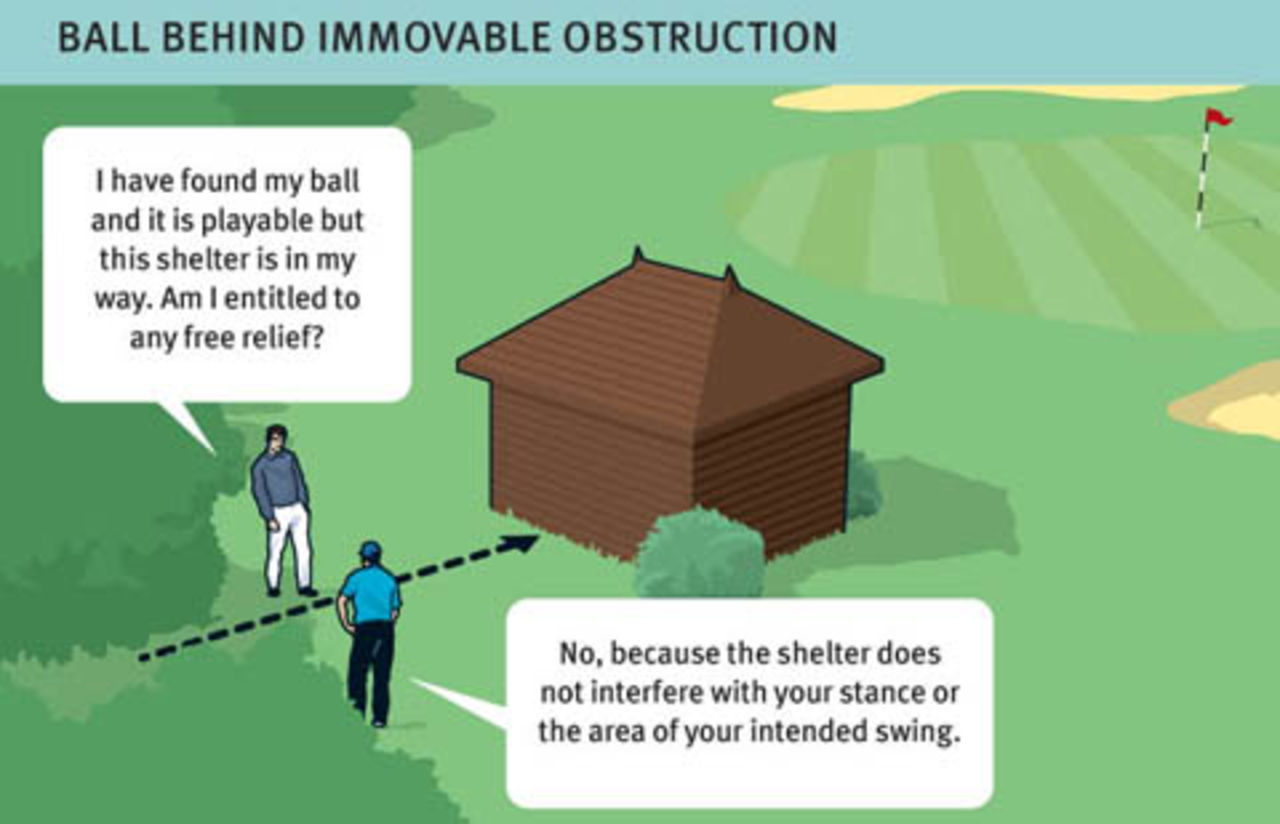 BALL BEHIND IMMOVABLE OBSTRUCTION
I have found my ball
and it is playable but
this shelter is in my
way. Am I entitled to
any free relief?
No, because the shelter does
not interfere with your stance or
the area of your intended swing.